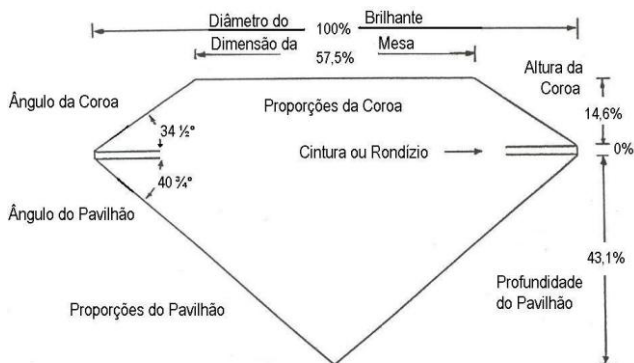 Diâmetro do Brilhante
100%
Dimensão da Mesa
57,5%
Altura da
Coroa
Ângulo da Coroa
Proporções da Coroa
14,6%
34 ½°
Cintura ou Rondízio
0%
40 ¾°
Ângulo do Pavilhão
43,1%
Profundidade
do Pavilhão
Proporções do Pavilhão